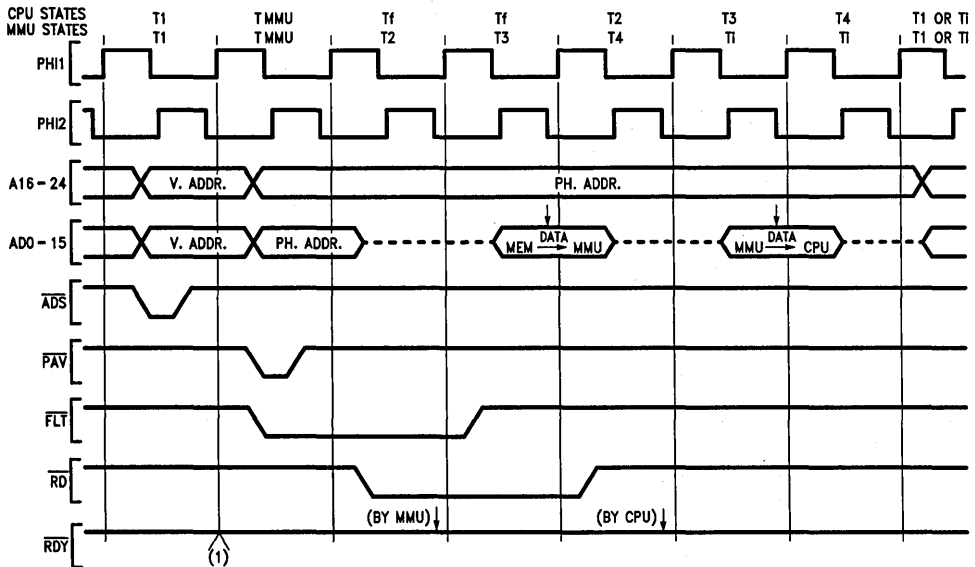 CPU STATES T1 TMMU Tf Tf T2 T3 T4 T1 OR Ti
MMU STATES T1 TMMU T2 T3 T4 Ti Ti T1 OR Ti
PHI1
PHI2
A16-24 V. ADDR. PH. ADDR.
AD0-15 V. ADDR. PH. ADDR. DATA MEM → MMU DATA MMU → CPU
ADS
PAV
FLT
RD
(BY MMU) (BY CPU)
RDY
(1)